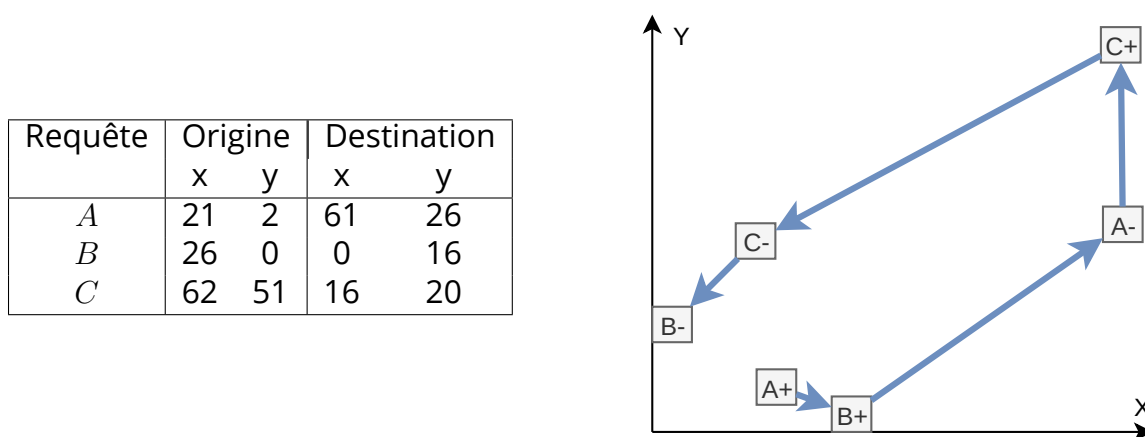 Requête Origine Destination
x y x y
A 21 2 61 26
B 26 0 0 16
C 62 51 16 20
Y
C+
A-
C-
B-
A+
B+
X